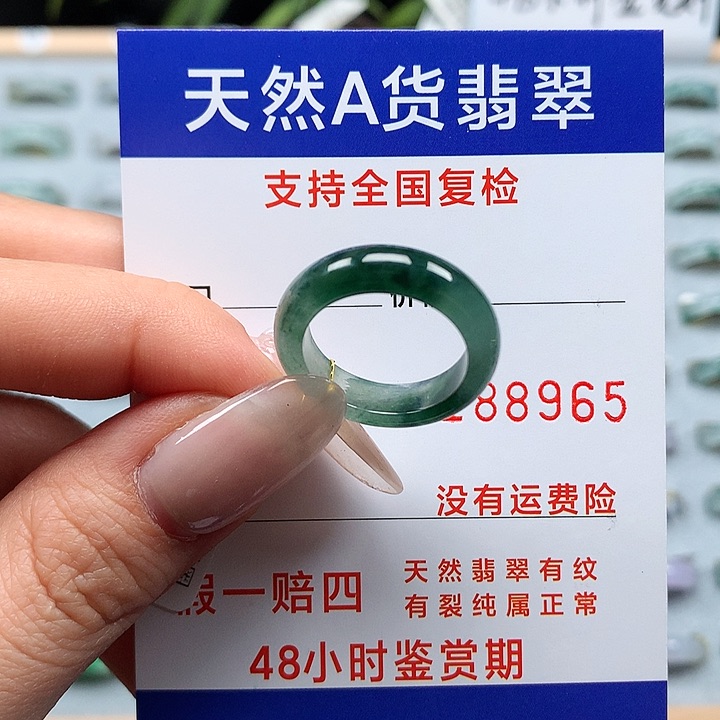 天然A货翡翠
支持全国复检
288965
没有运费险
假一赔四
天然翡翠有纹
有裂纯属正常
48小时鉴赏期